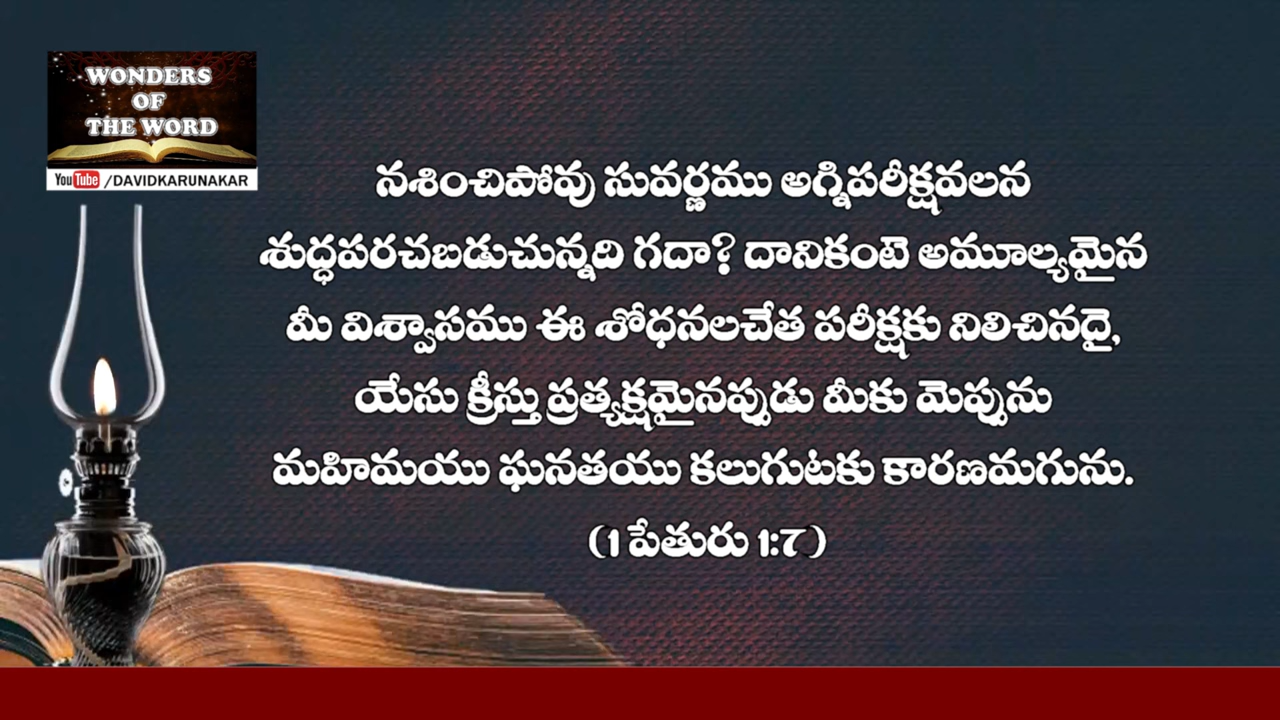 WONDERS
OF
THE WORD
YouTube /DAVIDKARUNAKAR
నశించిపోవు సువర్ణము అగ్నిపరీక్షవలన
శుద్ధపరచబడుచున్నది గదా? దానికంటె అమూల్యమైన
మీ విశ్వాసము ఈ శోధనలచేత పరీక్షకు నిలిచినదై,
యేసు క్రీస్తు ప్రత్యక్షమైనప్పుడు మీకు మెప్పును
మహిమయు ఘనతయు కలుగుటకు కారణమగును.
(1 పేతురు 1:7)